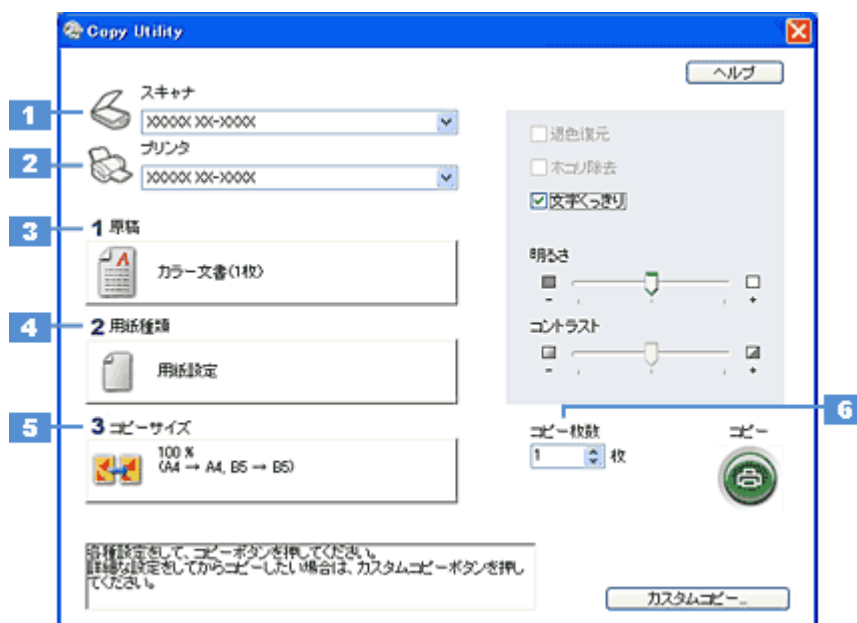 Copy Utility
ヘルプ
1
スキャナ
XXXXX XX-XXXX
2
プリンタ
XXXXX XX-XXXX
退色復元
ホコリ除去
文字くっきり
3
1 原稿
カラー文書(1枚)
明るさ
- +
4
2 用紙種類
用紙設定
コントラスト
- +
5
3 コピーサイズ
100 %
(A4 → A4, B5 → B5)
6
コピー枚数
1 枚
コピー
各種設定をして、コピーボタンを押してください。
詳細な設定をしてからコピーしたい場合は、カスタムコピーボタンを押し
てください。
カスタムコピー...